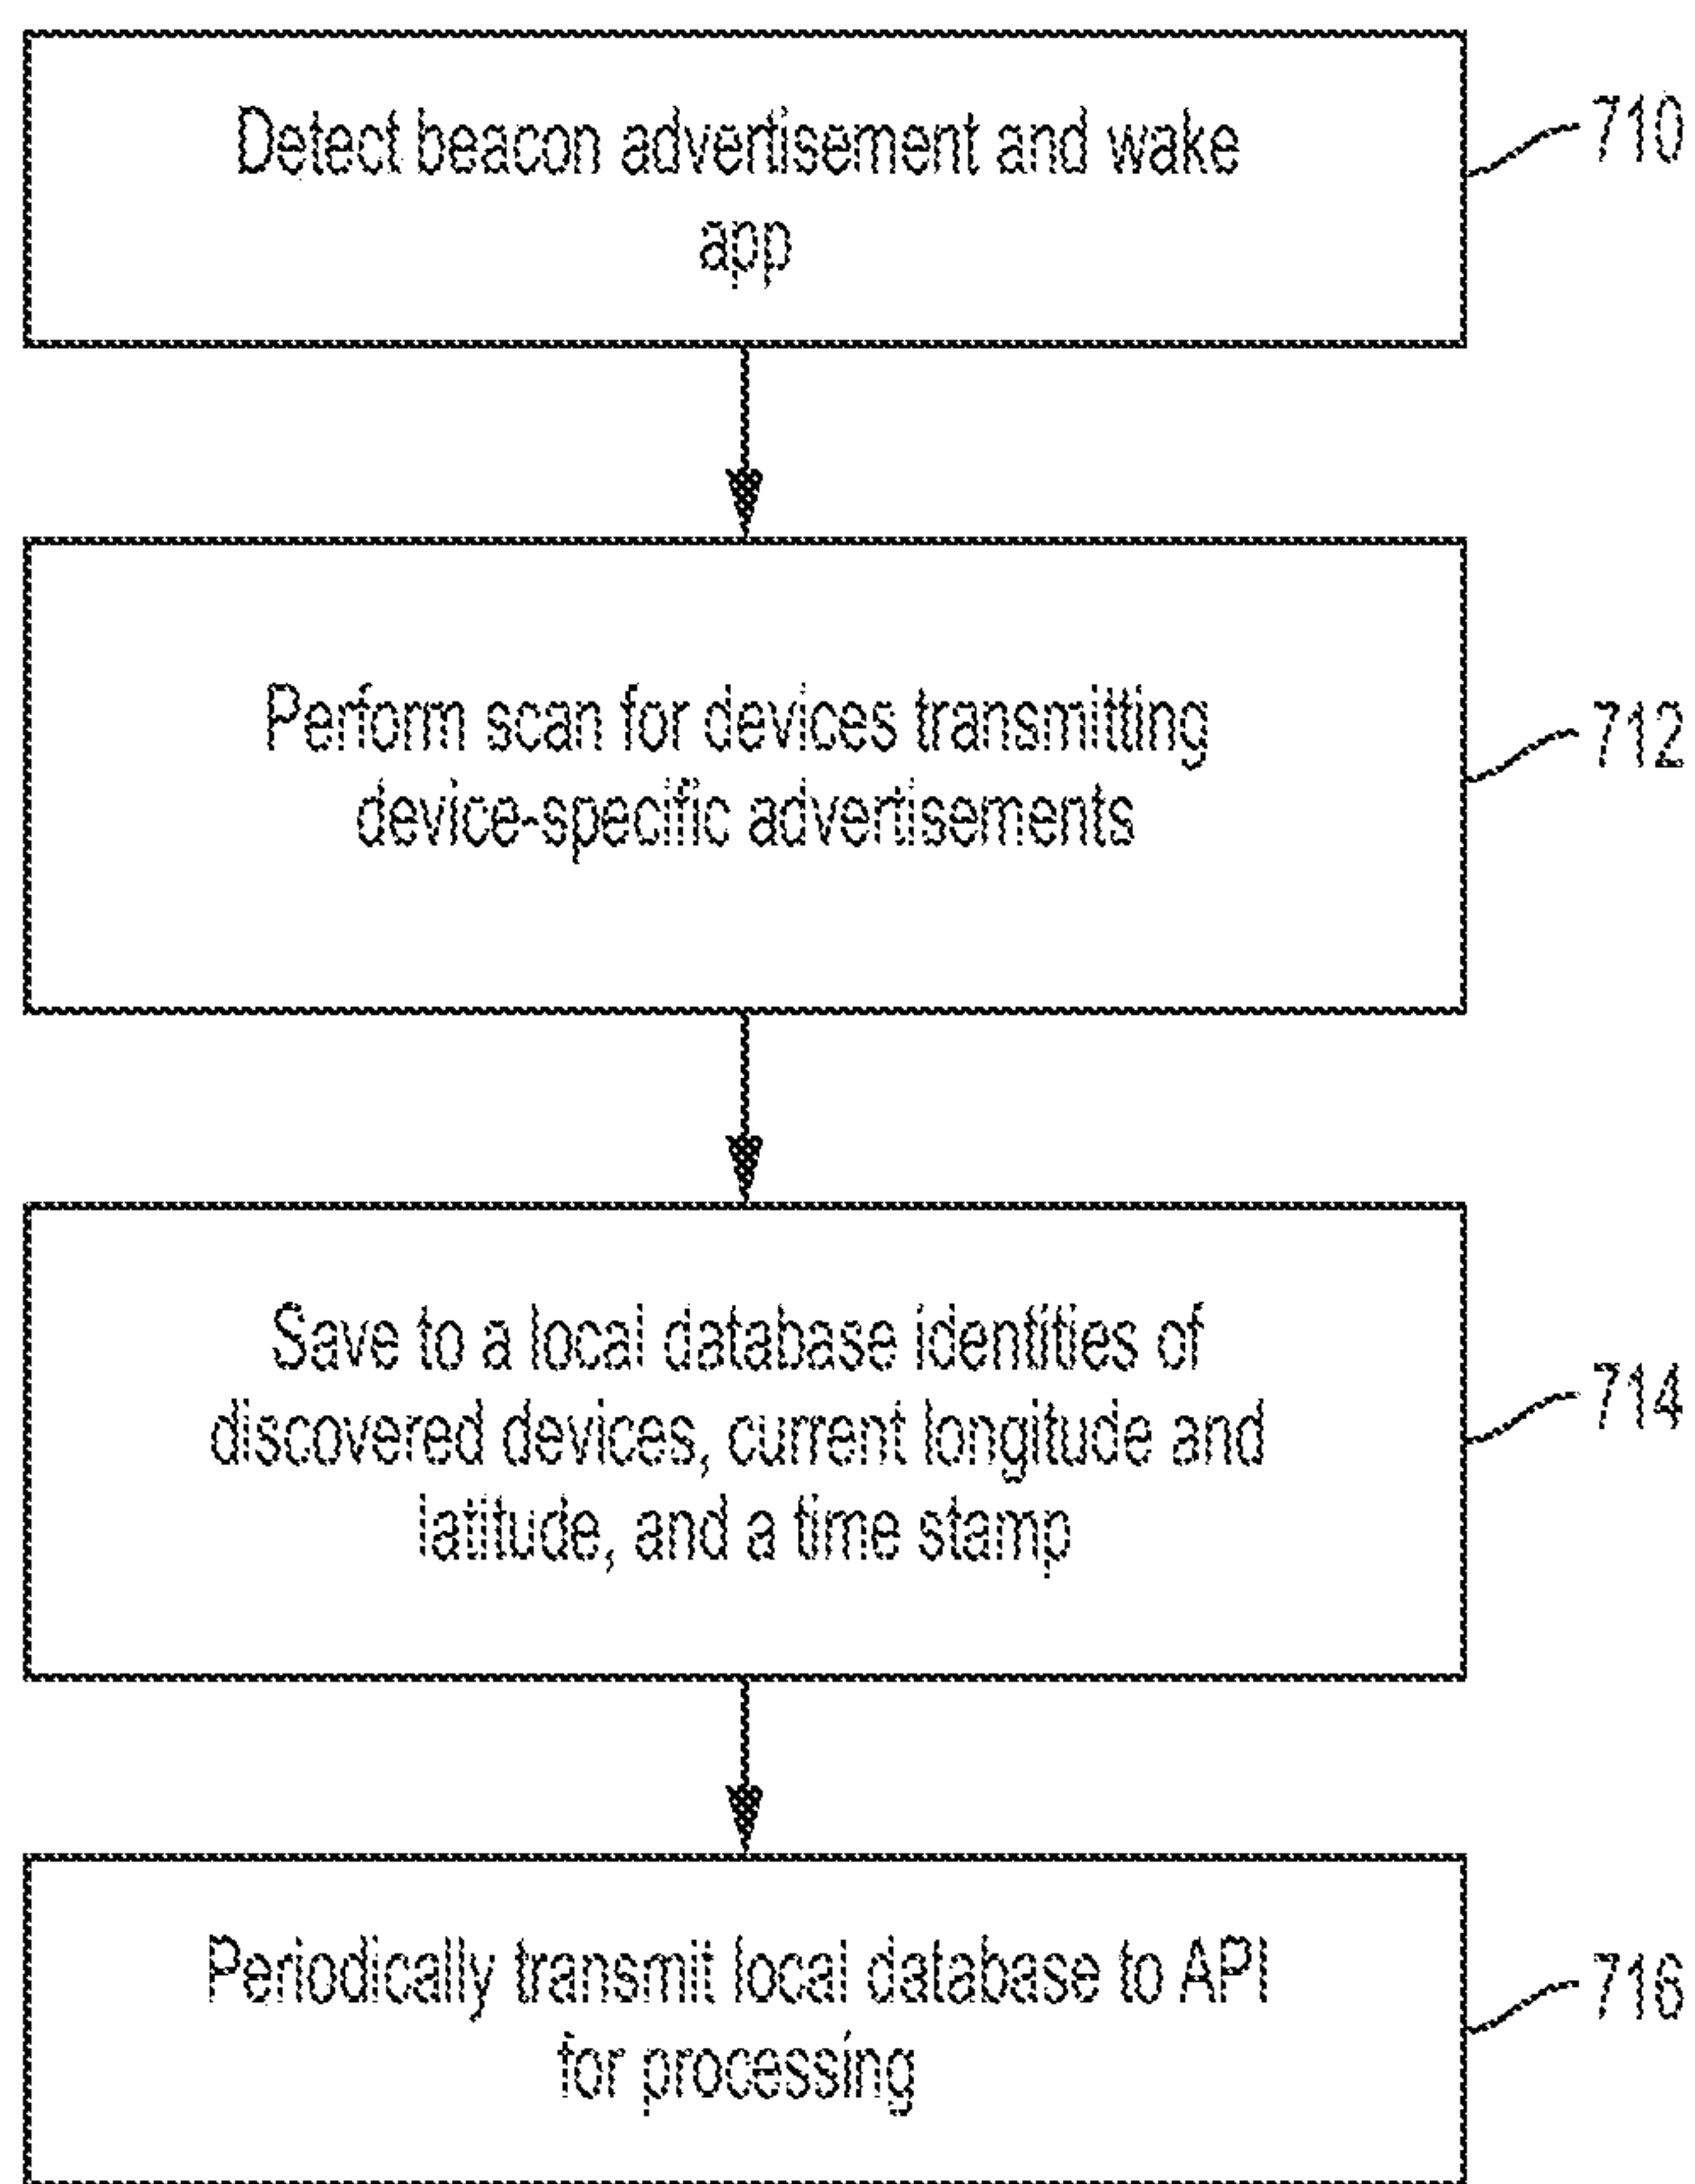 Detect beacon advertisement and wake
app
710
Perform scan for devices transmitting
device-specific advertisements
712
Save to a local database identities of
discovered devices, current longitude and
latitude, and a time stamp
714
Periodically transmit local database to API
for processing
716